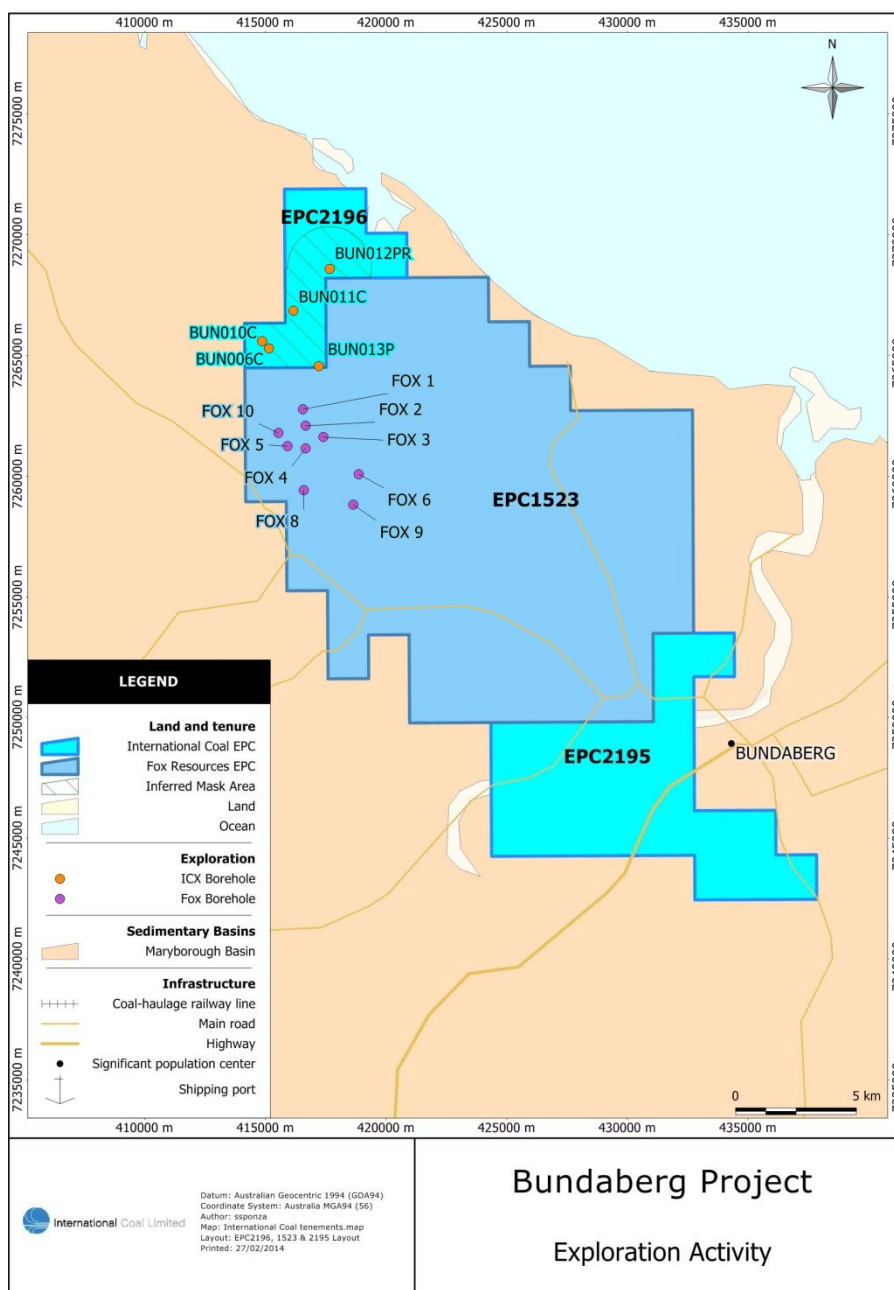 410000 m 415000 m 420000 m 425000 m 430000 m 435000 m
N
7275000 m
7270000 m
7265000 m
7260000 m
7255000 m
7250000 m
7245000 m
7240000 m
7235000 m
EPC2196
BUN012PR
BUN011C
BUN010C
BUN006C
BUN013P
FOX 1
FOX 10
FOX 2
FOX 5
FOX 3
FOX 4
FOX 6
FOX 8
FOX 9
EPC1523
EPC2195
BUNDABERG
LEGEND
Land and tenure
International Coal EPC
Fox Resources EPC
Inferred Mask Area
Land
Ocean
Exploration
ICX Borehole
Fox Borehole
Sedimentary Basins
Maryborough Basin
Infrastructure
Coal-haulage railway line
Main road
Highway
Significant population center
Shipping port
0 5 km
410000 m 415000 m 420000 m 425000 m 430000 m 435000 m
International Coal Limited
Datum: Australian Geocentric 1994 (GDA94)
Coordinate System: Australia MGA94 (56)
Author: ssponza
Map: International Coal tenements.map
Layout: EPC2196, 1523 & 2195 Layout
Printed: 27/02/2014
Bundaberg Project
Exploration Activity